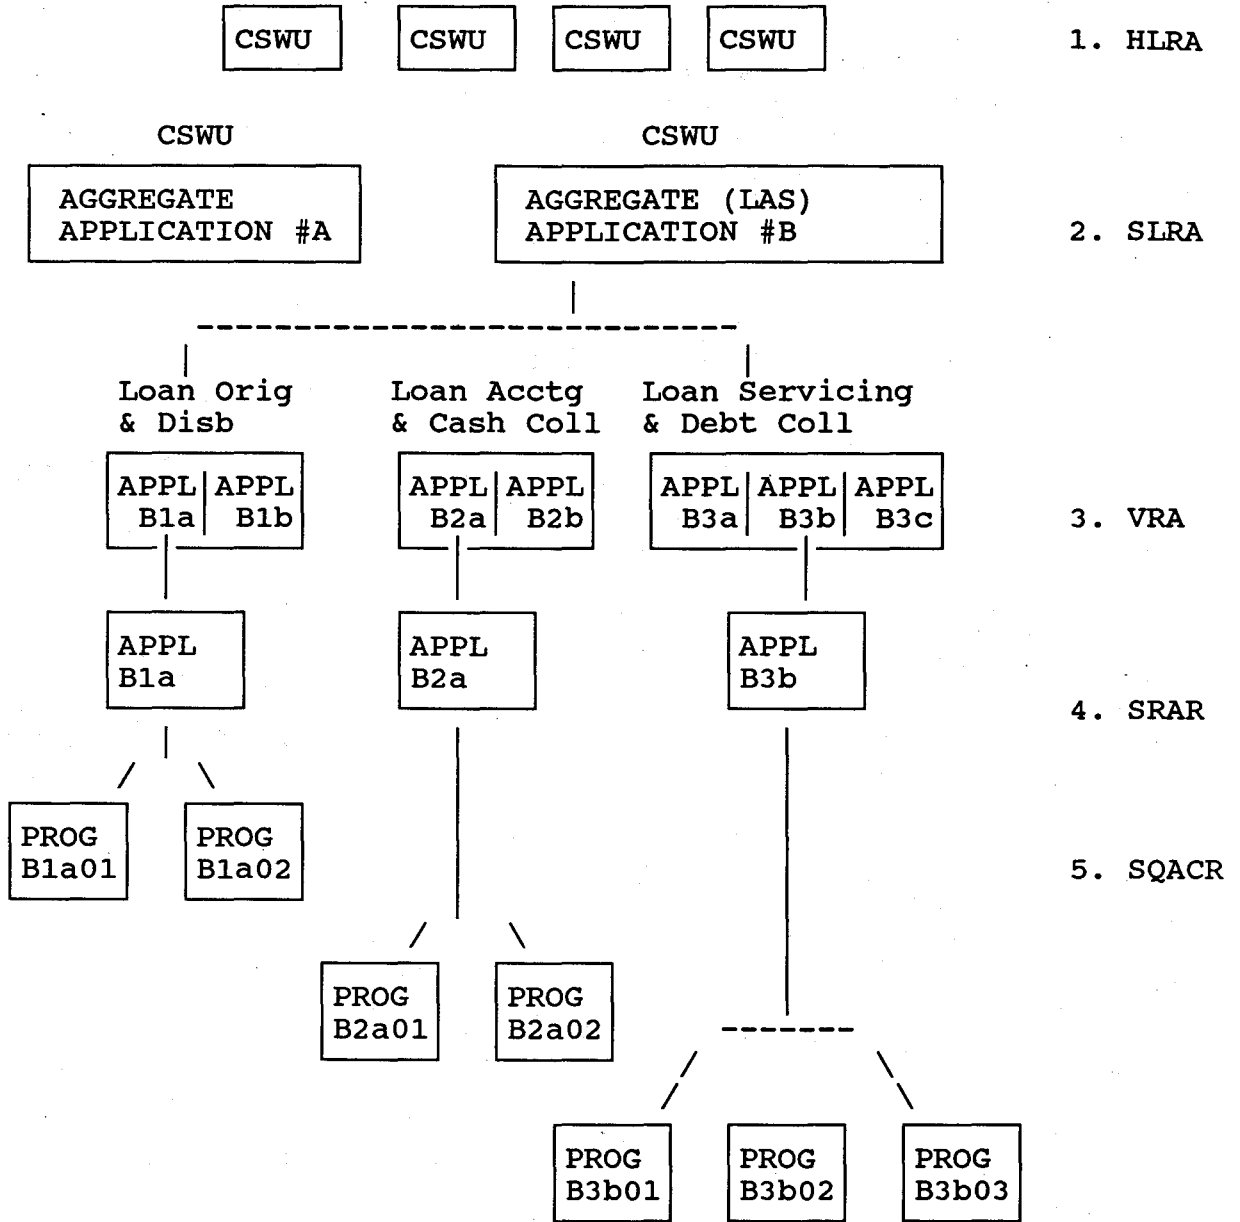 CSWU CSWU CSWU CSWU 1. HLRA
CSWU CSWU
AGGREGATE AGGREGATE (LAS)
APPLICATION #A APPLICATION #B 2. SLRA
Loan Orig Loan Acctg Loan Servicing
& Disb & Cash Coll & Debt Coll
APPL APPL APPL APPL APPL APPL APPL
B1a B1b B2a B2b B3a B3b B3c 3. VRA
APPL APPL APPL
B1a B2a B3b
4. SRAR
PROG PROG
B1a01 B1a02 5. SQACR
PROG PROG
B2a01 B2a02
PROG PROG PROG
B3b01 B3b02 B3b03